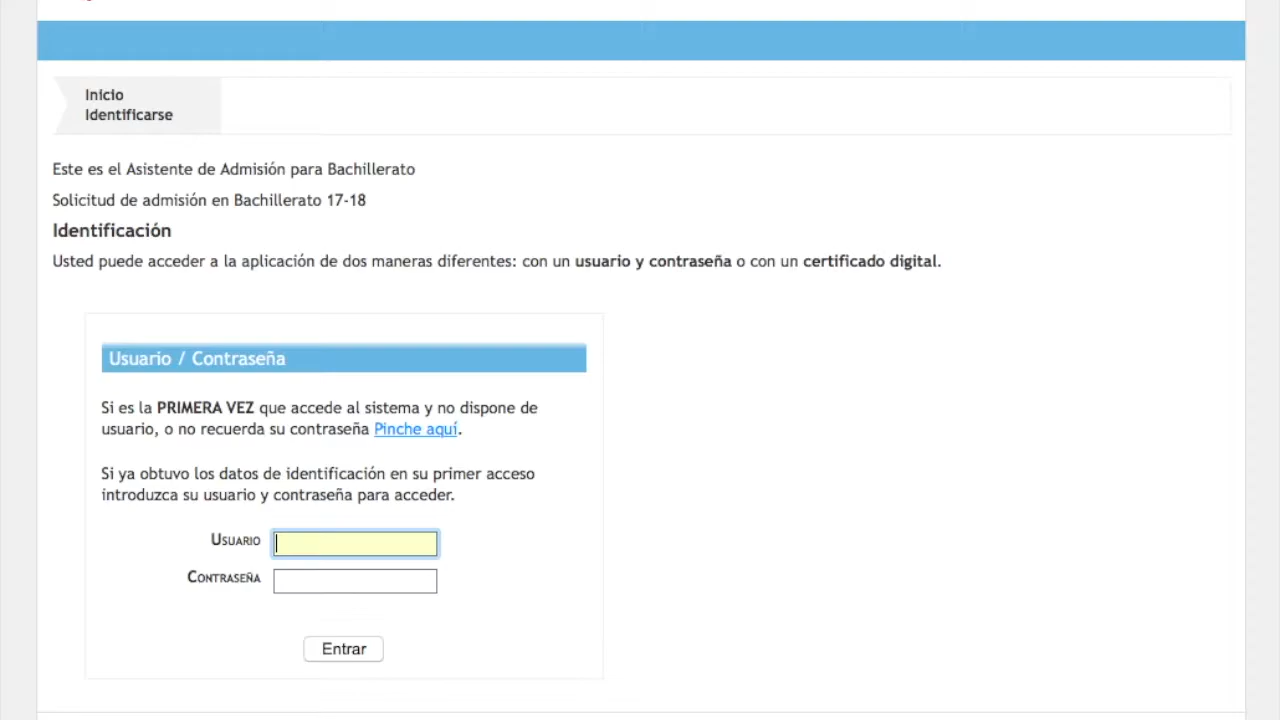 Inicio
Identificarse
Este es el Asistente de Admisión para Bachillerato
Solicitud de admisión en Bachillerato 17-18
Identificación
Usted puede acceder a la aplicación de dos maneras diferentes: con un usuario y contraseña o con un certificado digital.
Usuario / Contraseña
Si es la PRIMERA VEZ que accede al sistema y no dispone de
usuario, o no recuerda su contraseña Pinche aquí.
Si ya obtuvo los datos de identificación en su primer acceso
introduzca su usuario y contraseña para acceder.
Usuario
Contraseña
Entrar